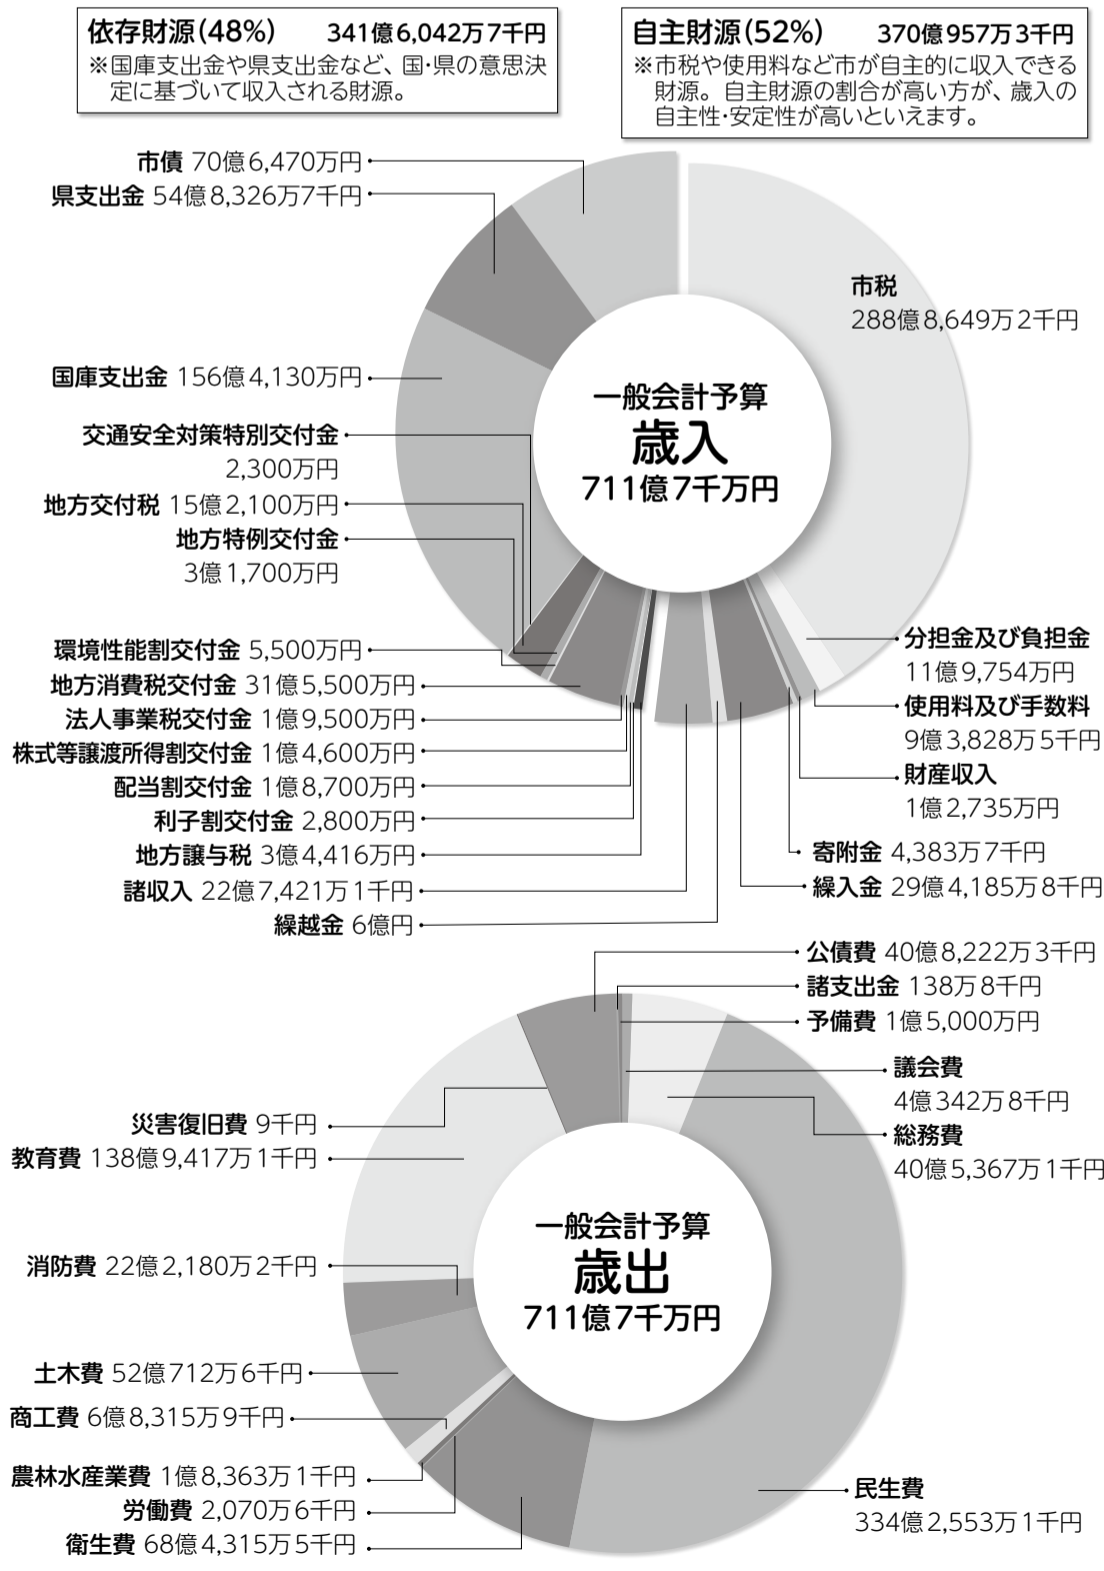 依存財源(48%) 341億6,042万7千円
※国庫支出金や県支出金など、国・県の意思決
定に基づいて収入される財源。
自主財源(52%) 370億957万3千円
※市税や使用料など市が自主的に収入できる
財源。自主財源の割合が高い方が、歳入の
自主性・安定性が高いといえます。
市債 70億6,470万円
県支出金 54億8,326万7千円
国庫支出金 156億4,130万円
交通安全対策特別交付金
2,300万円
地方交付税 15億2,100万円
地方特例交付金
3億1,700万円
環境性能割交付金 5,500万円
地方消費税交付金 31億5,500万円
法人事業税交付金 1億9,500万円
株式等譲渡所得割交付金 1億4,600万円
配当割交付金 1億8,700万円
利子割交付金 2,800万円
地方譲与税 3億4,416万円
諸収入 22億7,421万1千円
繰越金 6億円
一般会計予算
歳入
711億7千万円
市税
288億8,649万2千円
分担金及び負担金
11億9,754万円
使用料及び手数料
9億3,828万5千円
財産収入
1億2,735万円
寄附金 4,383万7千円
繰入金 29億4,185万8千円
公債費 40億8,222万3千円
諸支出金 138万8千円
予備費 1億5,000万円
議会費
4億342万8千円
総務費
40億5,367万1千円
災害復旧費 9千円
教育費 138億9,417万1千円
消防費 22億2,180万2千円
土木費 52億712万6千円
商工費 6億8,315万9千円
農林水産業費 1億8,363万1千円
労働費 2,070万6千円
衛生費 68億4,315万5千円
一般会計予算
歳出
711億7千万円
民生費
334億2,553万1千円